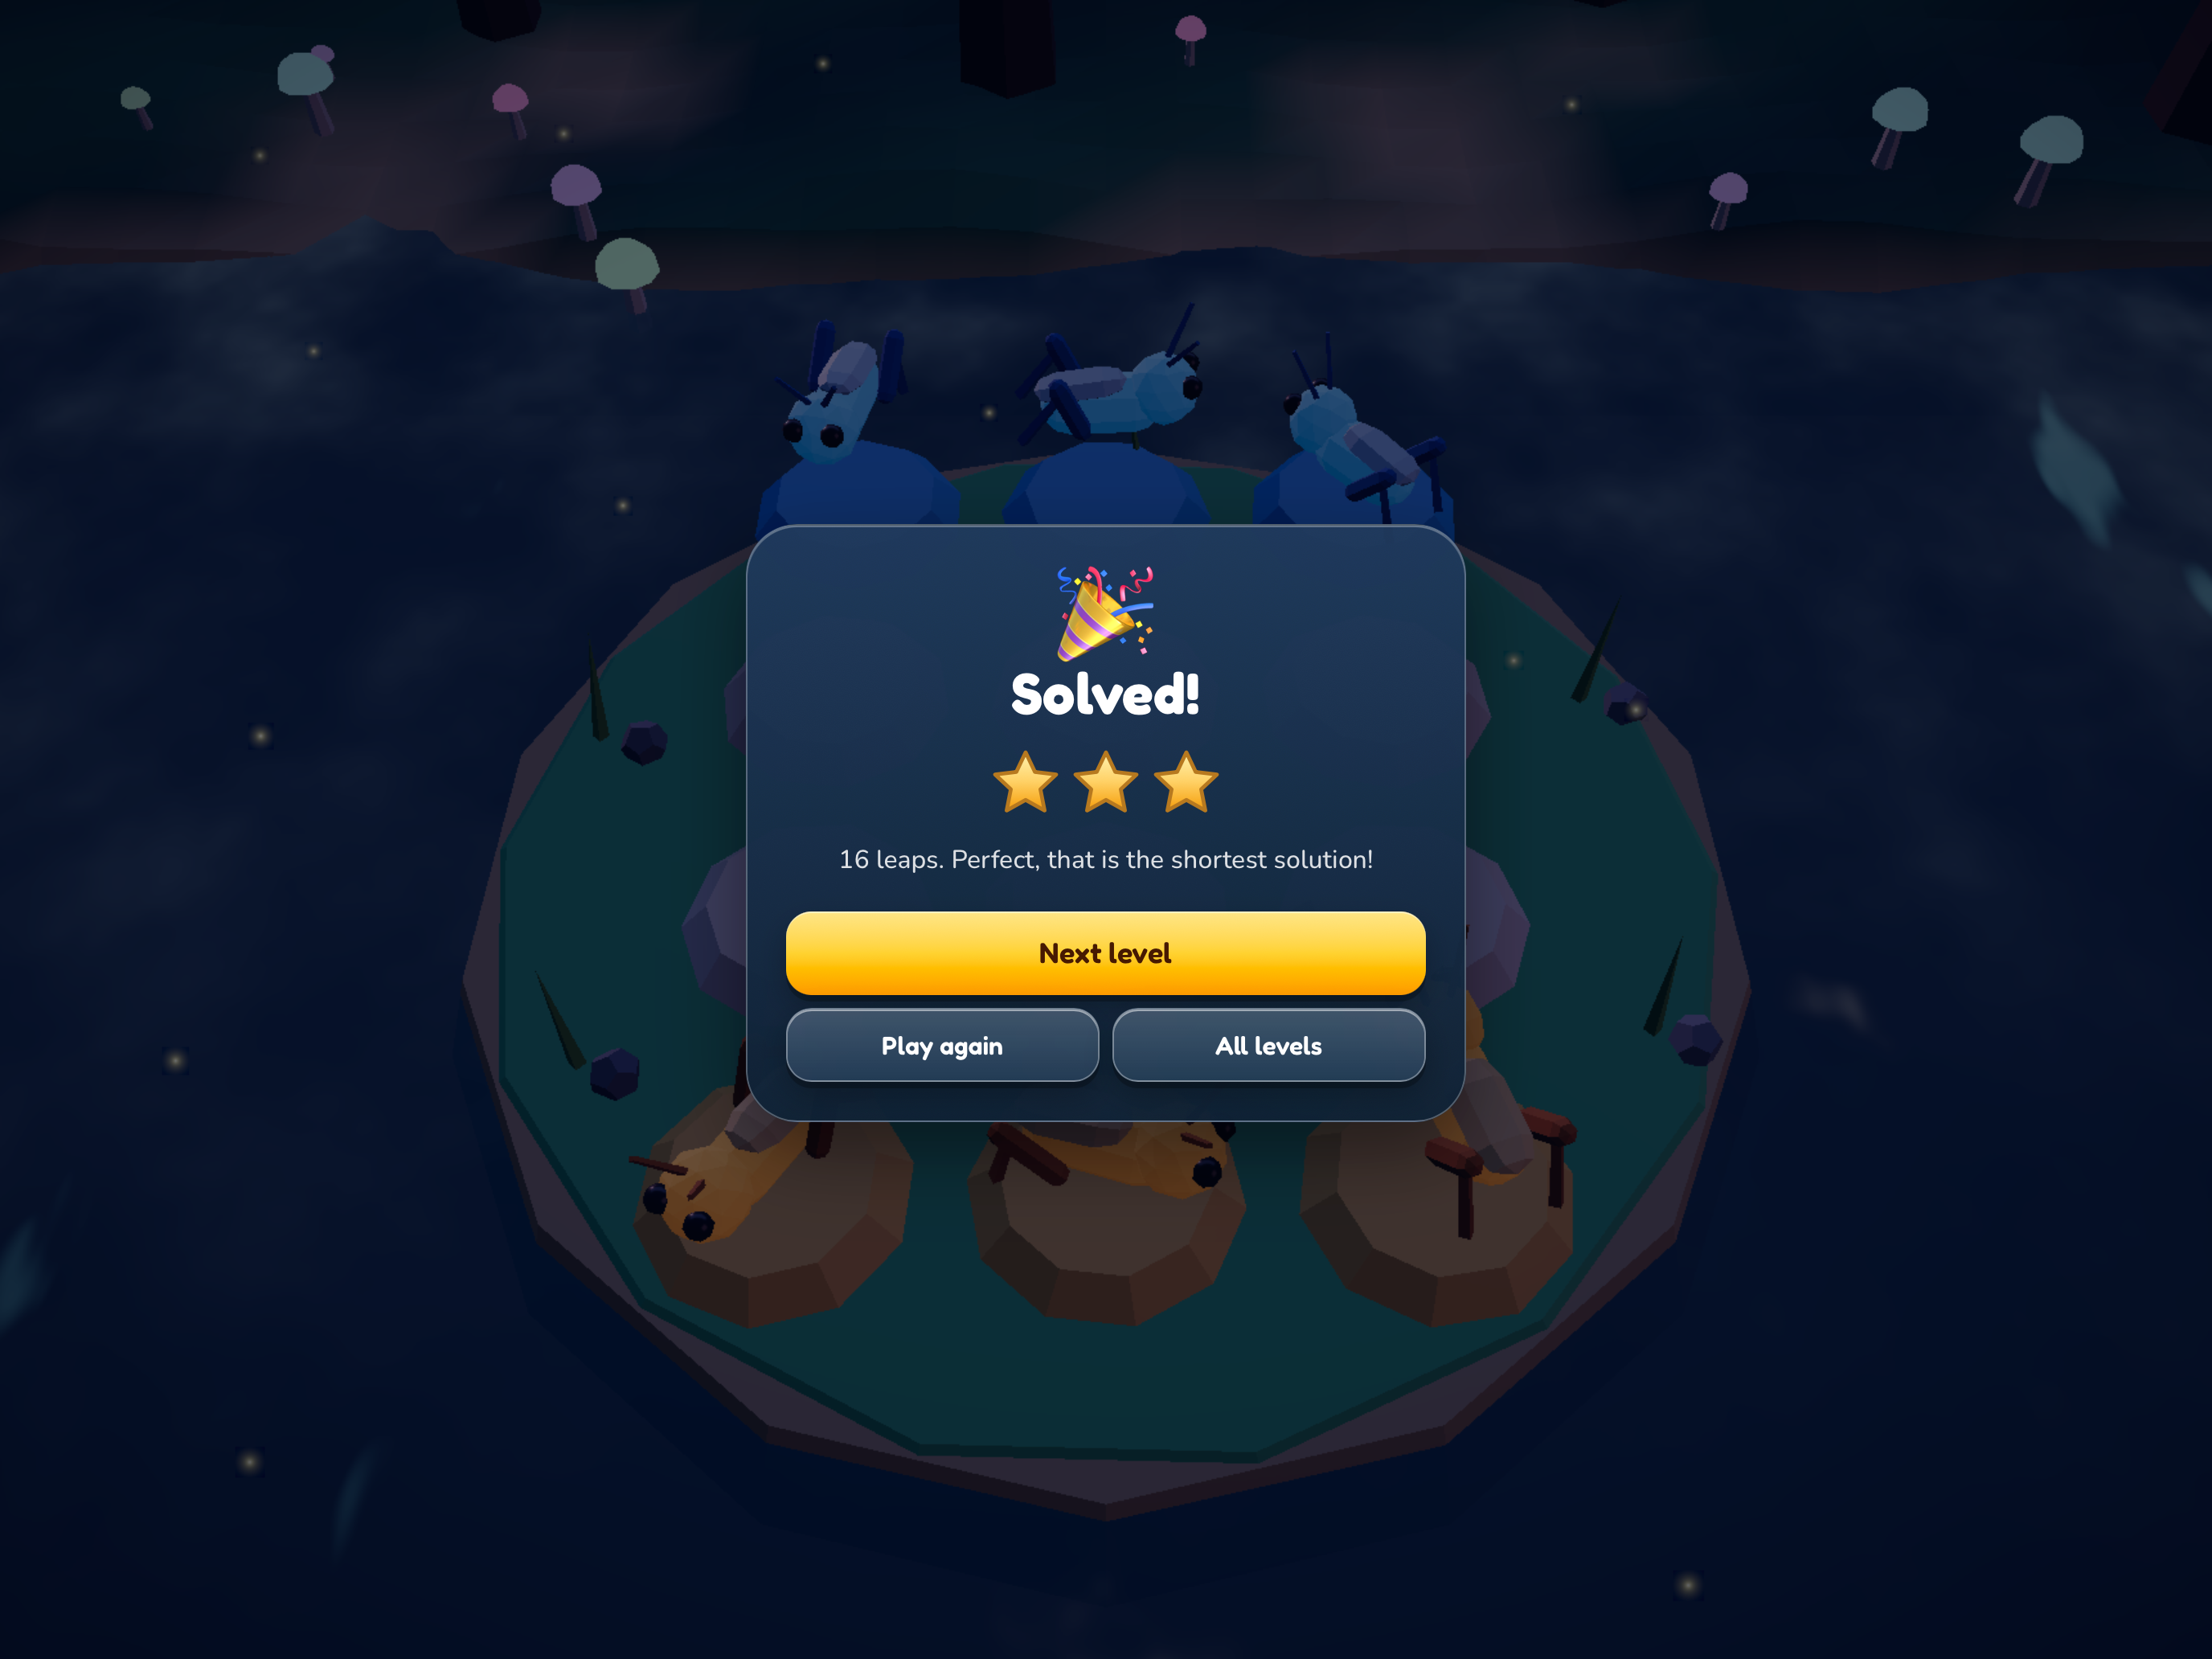 Solved!
16 leaps. Perfect, that is the shortest solution!
Next level
Play again
All levels